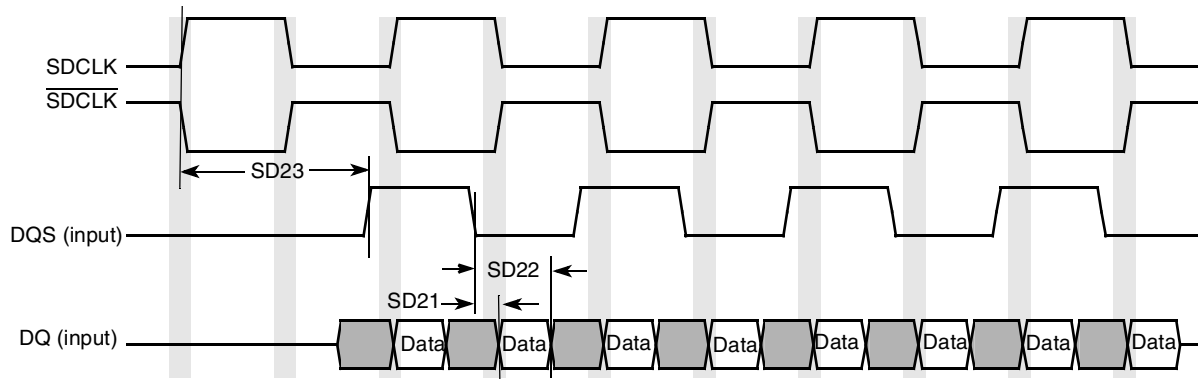 SDCLK
SDCLK
SD23
DQS (input)
SD22
SD21
DQ (input)
Data
Data
Data
Data
Data
Data
Data
Data